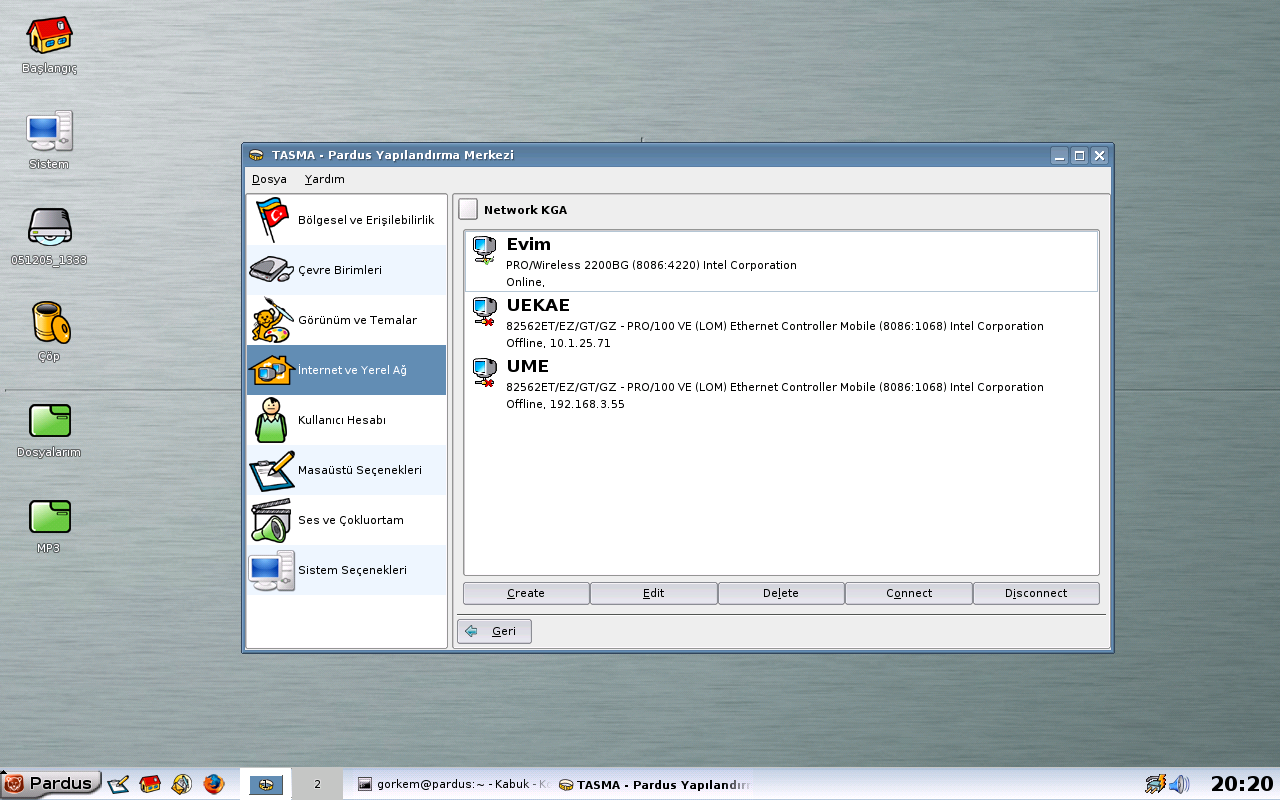 Başlangıç
Sistem
051205_1333
Çöp
Dosyalarım
MP3
TASMA - Pardus Yapılandırma Merkezi
Dosya Yardım
Bölgesel ve Erişilebilirlik
Çevre Birimleri
Görünüm ve Temalar
İnternet ve Yerel Ağ
Kullanıcı Hesabı
Masaüstü Seçenekleri
Ses ve Çokluortam
Sistem Seçenekleri
Network KGA
Evim
PRO/Wireless 2200BG (8086:4220) Intel Corporation
Online,
UEKAE
82562ET/EZ/GT/GZ - PRO/100 VE (LOM) Ethernet Controller Mobile (8086:1068) Intel Corporation
Offline, 10.1.25.71
UME
82562ET/EZ/GT/GZ - PRO/100 VE (LOM) Ethernet Controller Mobile (8086:1068) Intel Corporation
Offline, 192.168.3.55
Create Edit Delete Connect Disconnect
Geri
Pardus 2 gorkem@pardus:~ - Kabuk - TASMA - Pardus Yapılandır 20:20